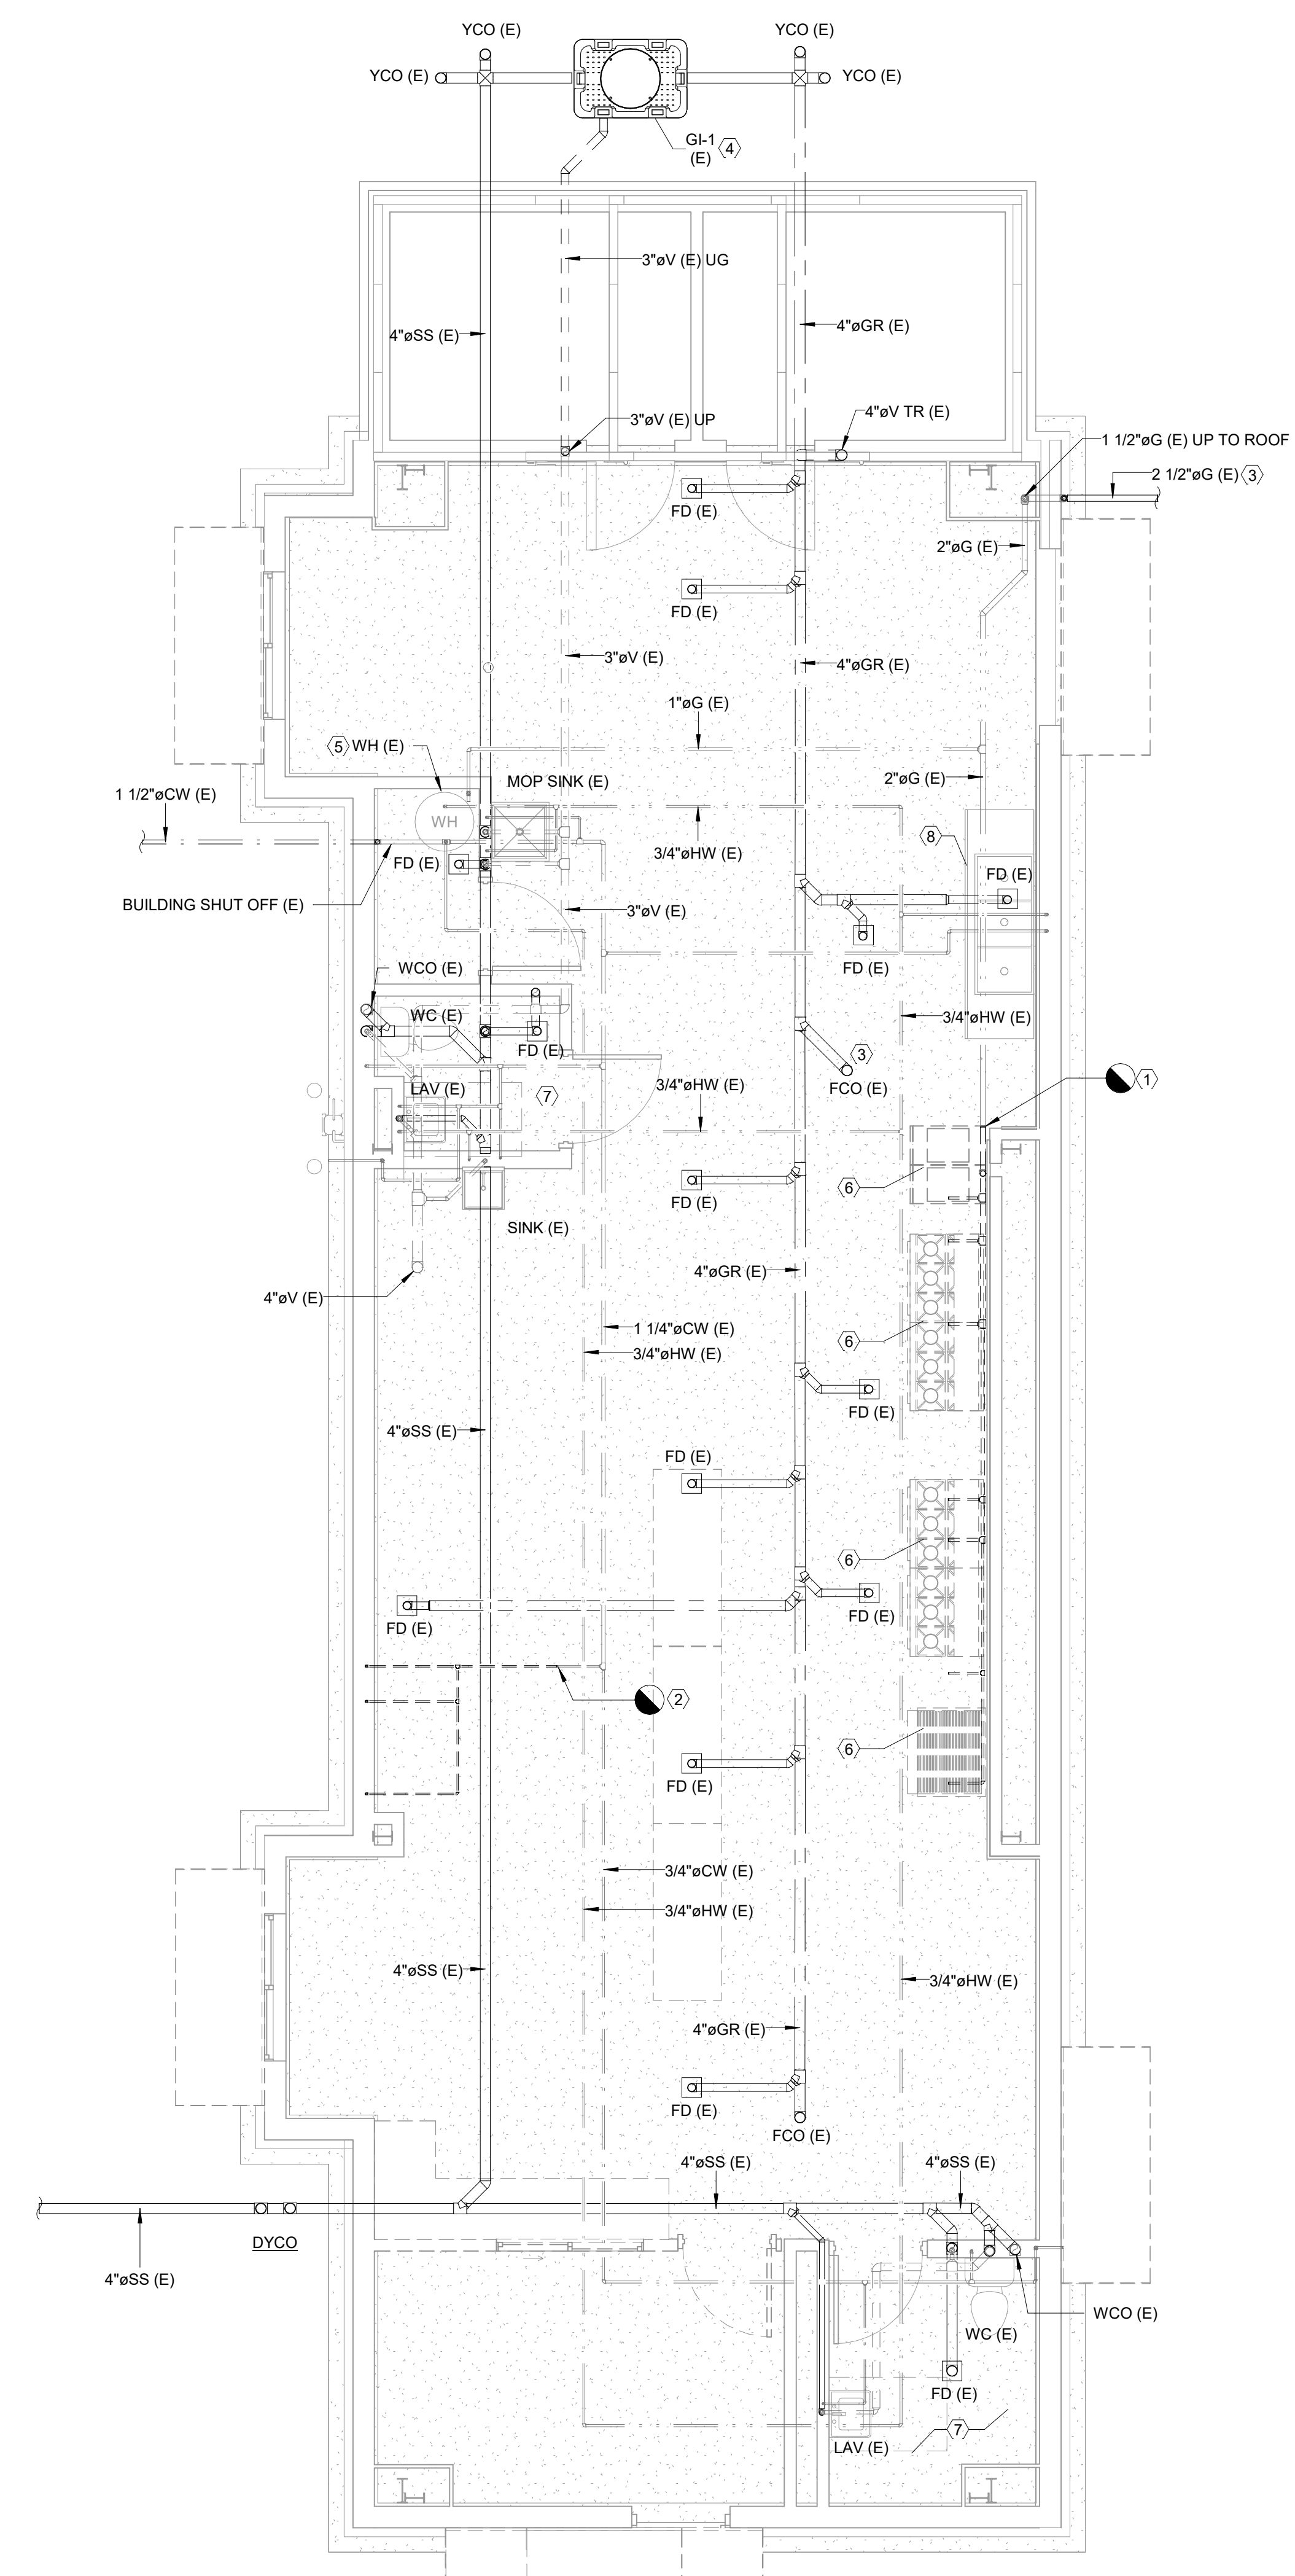 YCO (E)
YCO (E)
YCO (E)
YCO (E)
GI-1
(E)
4
3"øV (E) UG
4"øSS (E)
4"øGR (E)
3"øV (E) UP
4"øV TR (E)
1 1/2"øG (E) UP TO ROOF
2 1/2"øG (E)
3
FD (E)
2"øG (E)
FD (E)
3"øV (E)
4"øGR (E)
1"øG (E)
5
WH (E)
MOP SINK (E)
2"øG (E)
1 1/2"øCW (E)
WH
8
3/4"øHW (E)
FD (E)
FD (E)
BUILDING SHUT OFF (E)
3"øV (E)
FD (E)
WCO (E)
WC (E)
3/4"øHW (E)
FD (E)
3
FCO (E)
1
LAV (E)
7
3/4"øHW (E)
6
FD (E)
SINK (E)
4"øGR (E)
4"øV (E)
1 1/4"øCW (E)
6
3/4"øHW (E)
FD (E)
4"øSS (E)
FD (E)
6
FD (E)
FD (E)
2
6
FD (E)
3/4"øCW (E)
3/4"øHW (E)
4"øSS (E)
3/4"øHW (E)
4"øGR (E)
FD (E)
FCO (E)
4"øSS (E)
4"øSS (E)
DYCO
4"øSS (E)
WCO (E)
WC (E)
FD (E)
7
LAV (E)